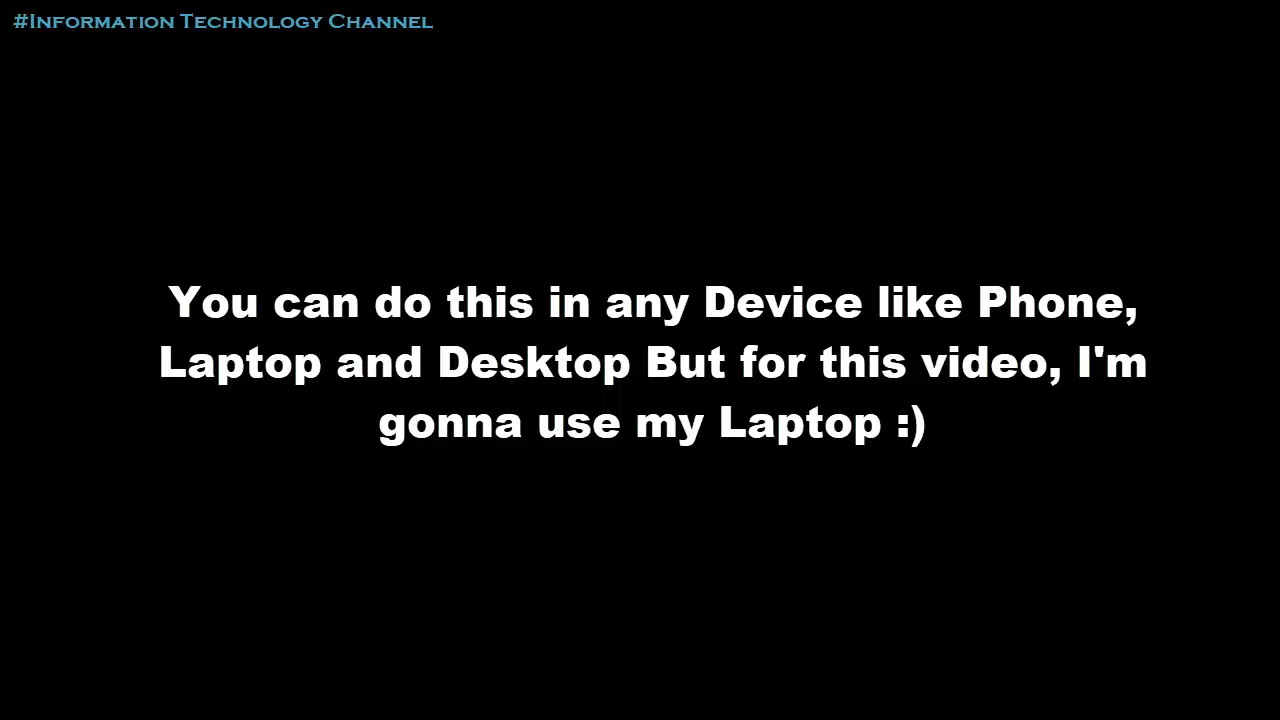 #Information Technology Channel
You can do this in any Device like Phone,
Laptop and Desktop But for this video, I'm
gonna use my Laptop :)